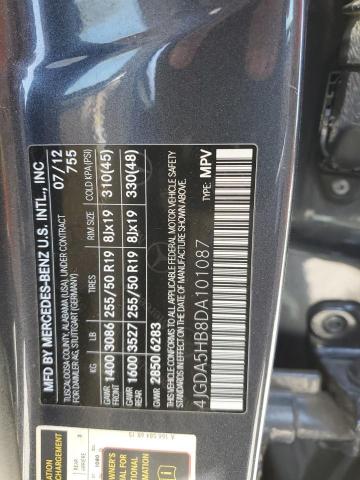 MFD BY MERCEDES-BENZ U.S. INTL., INC
TUSCALOOSA COUNTY, ALABAMA (USA) UNDER CONTRACT
FOR DAIMLER AG, STUTTGART (GERMANY)
07/12
755
KG LB TIRES RIM SIZE COLD KPA(PSI)
GAWR FRONT 1400 3086 255/50 R19 8Jx19 310(45)
GAWR REAR 1600 3527 255/50 R19 8Jx19 330(48)
GVWR 2850 6283
THIS MPV CONFORMS TO ALL APPLICABLE FEDERAL MOTOR VEHICLE SAFETY
STANDARDS IN EFFECT ON THE DATE OF MANUFACTURE SHOWN ABOVE.
4JGDA5HB8DA101087 TYPE: MPV